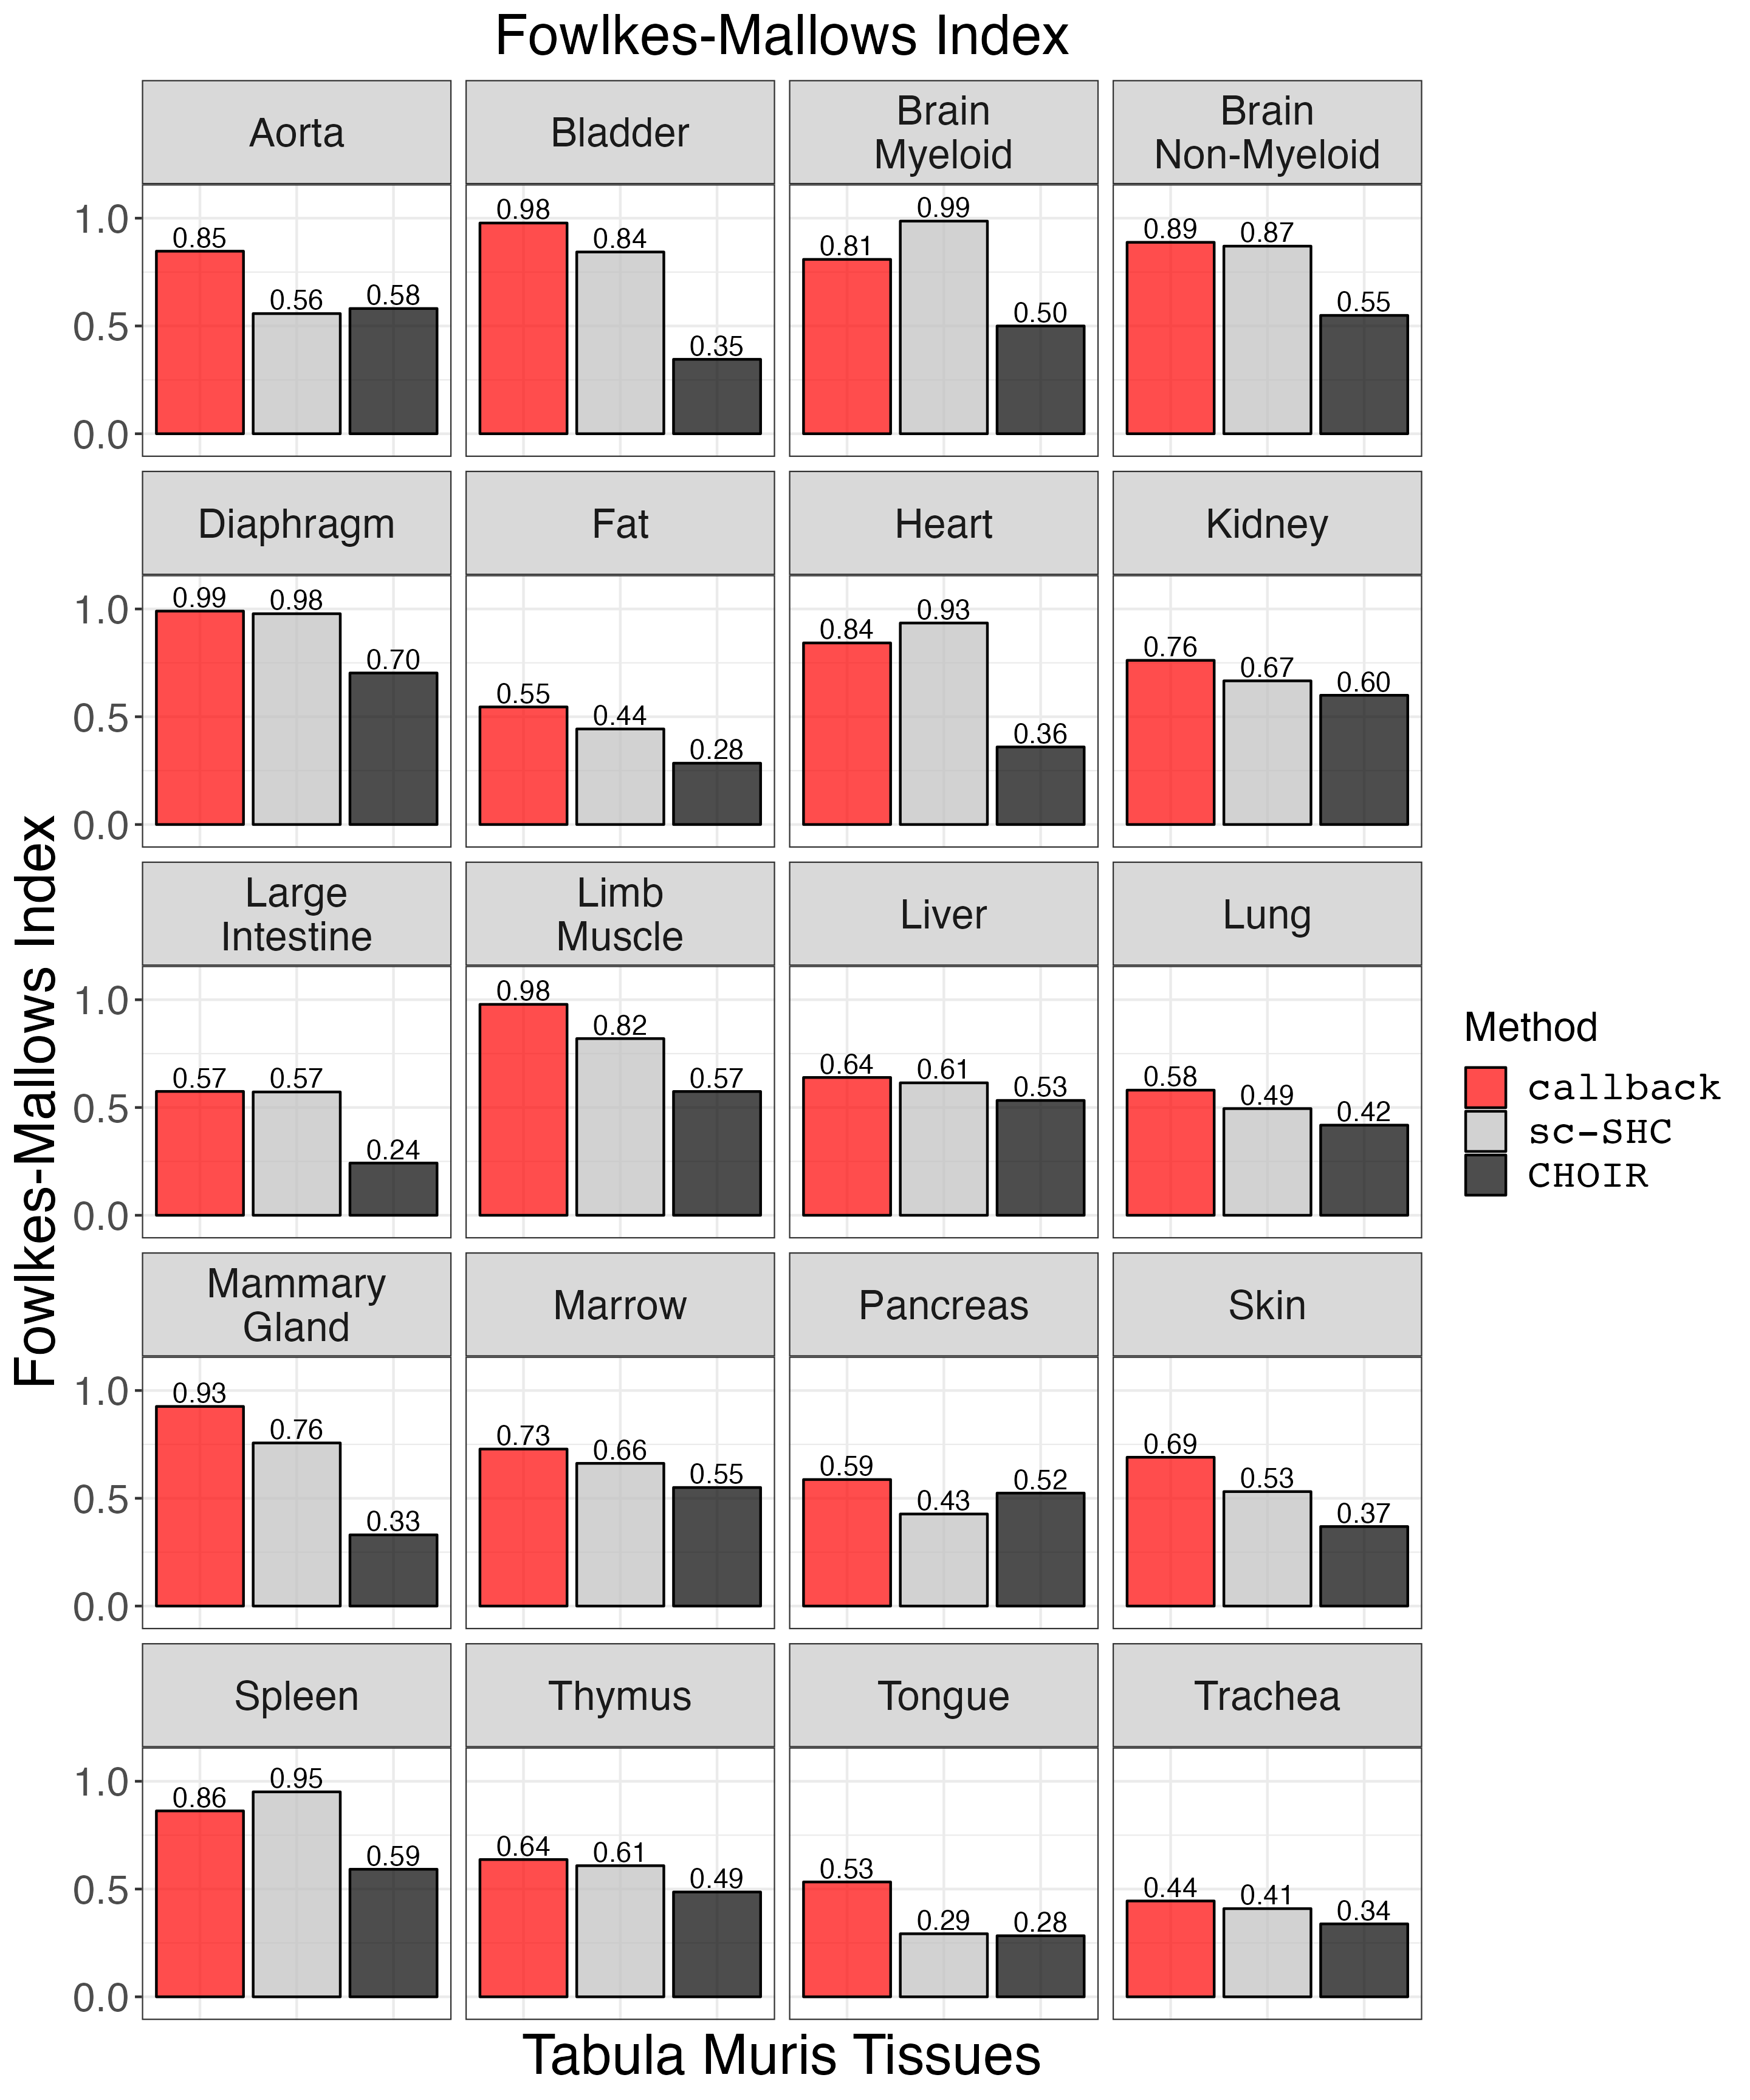 Fowlkes-Mallows Index
Aorta
Bladder
Brain
Myeloid
Brain
Non-Myeloid
1.0
0.5
0.0
0.85
0.56
0.58
0.98
0.84
0.35
0.81
0.99
0.50
0.89
0.87
0.55
Diaphragm
Fat
Heart
Kidney
1.0
0.5
0.0
0.99
0.98
0.70
0.55
0.44
0.28
0.84
0.93
0.36
0.76
0.67
0.60
Large
Intestine
Limb
Muscle
Liver
Lung
1.0
0.5
0.0
0.57
0.57
0.24
0.98
0.82
0.57
0.64
0.61
0.53
0.58
0.49
0.42
Mammary
Gland
Marrow
Pancreas
Skin
1.0
0.5
0.0
0.93
0.76
0.33
0.73
0.66
0.55
0.59
0.43
0.52
0.69
0.53
0.37
Spleen
Thymus
Tongue
Trachea
1.0
0.5
0.0
0.86
0.95
0.59
0.64
0.61
0.49
0.53
0.29
0.28
0.44
0.41
0.34
Fowlkes-Mallows Index
Tabula Muris Tissues
Method
callback
sc-SHC
CHOIR